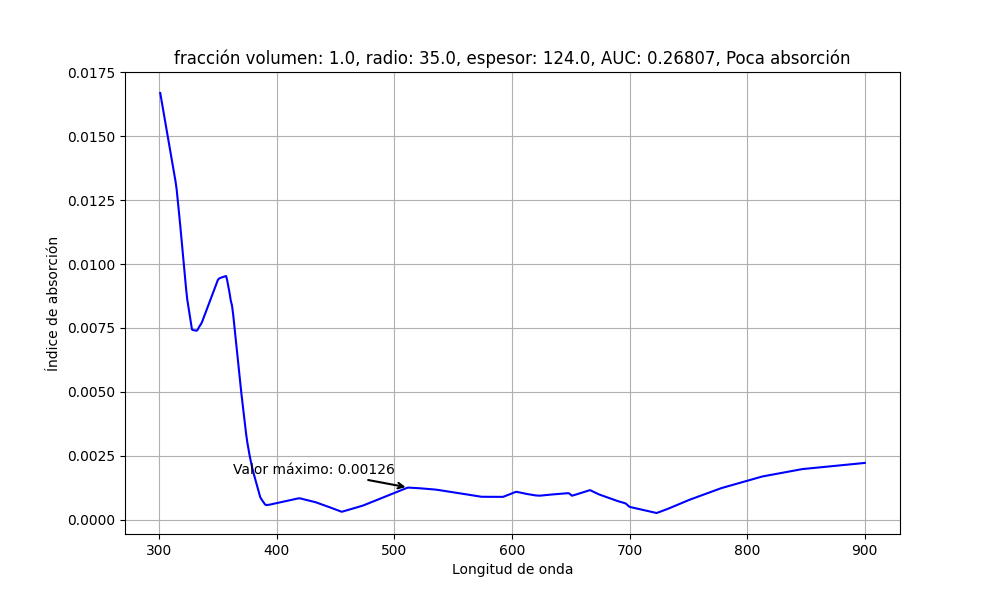 fracción volumen: 1.0, radio: 35.0, espesor: 124.0, AUC: 0.26807, Poca absorción
0.0175
0.0150
0.0125
0.0100
0.0075
0.0050
0.0025
0.0000
Índice de absorción
Valor máximo: 0.00126
300 400 500 600 700 800 900
Longitud de onda